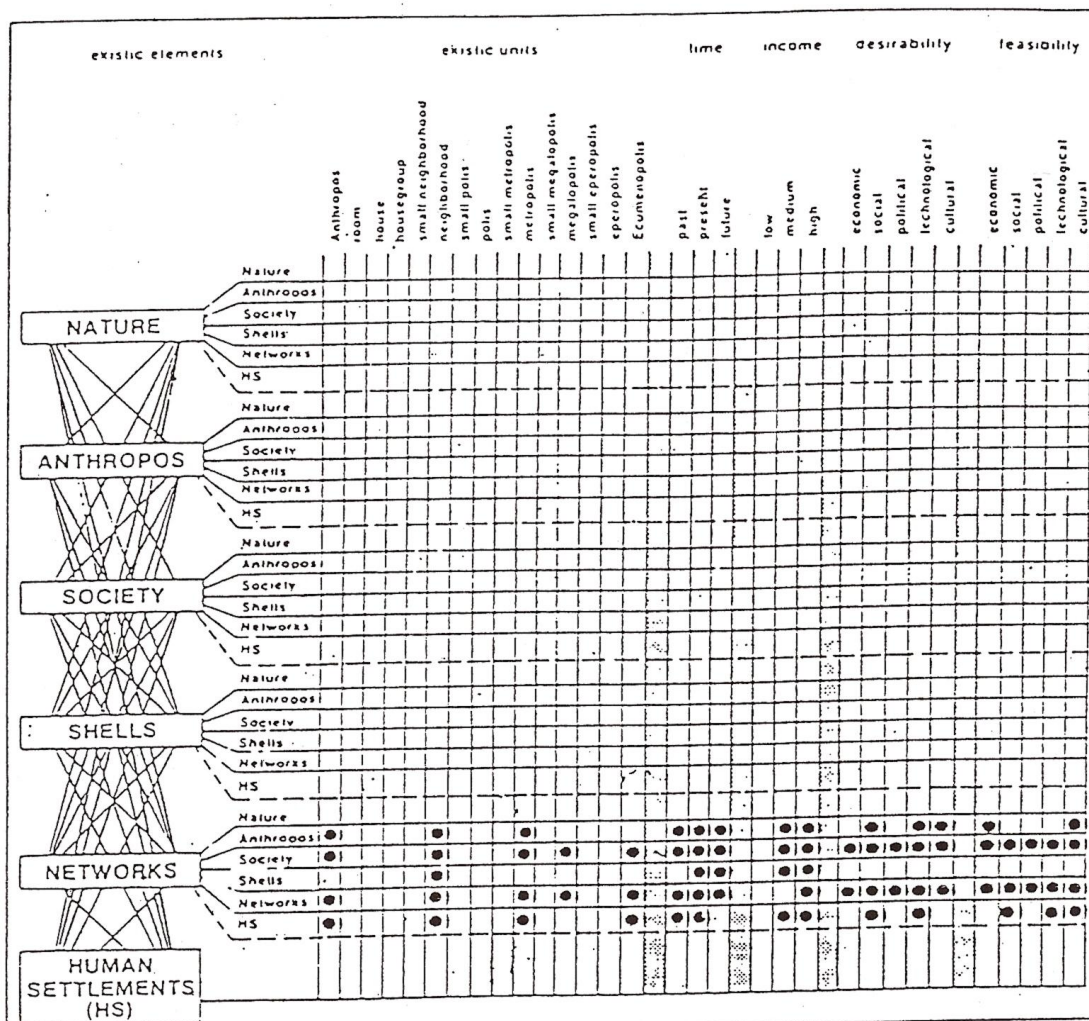 existic elements existic units time income desirability feasibility
Anthropos
room
house
housegroup
small neighborhood
neighborhood
small polis
polis
small metropolis
metropolis
small megalopolis
megalopolis
small eperopolis
eperopolis
Ecumenopolis
past
present
future
low
medium
high
economic
social
political
technological
cultural
economic
social
political
technological
cultural
NATURE
Nature
Anthropos
Society
Shells
Networks
HS
ANTHROPOS
Nature
Anthropos
Society
Shells
Networks
HS
SOCIETY
Nature
Anthropos
Society
Shells
Networks
HS
SHELLS
Nature
Anthropos
Society
Shells
Networks
HS
NETWORKS
Nature
Anthropos
Society
Shells
Networks
HS
HUMAN
SETTLEMENTS
(HS)